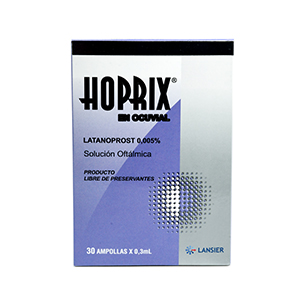 HOPRIX®
EN OCUVIAL
LATANOPROST 0,005%
Solución Oftálmica
PRODUCTO
LIBRE DE PRESERVANTES
30 AMPOLLAS X 0,3mL
LANSIER